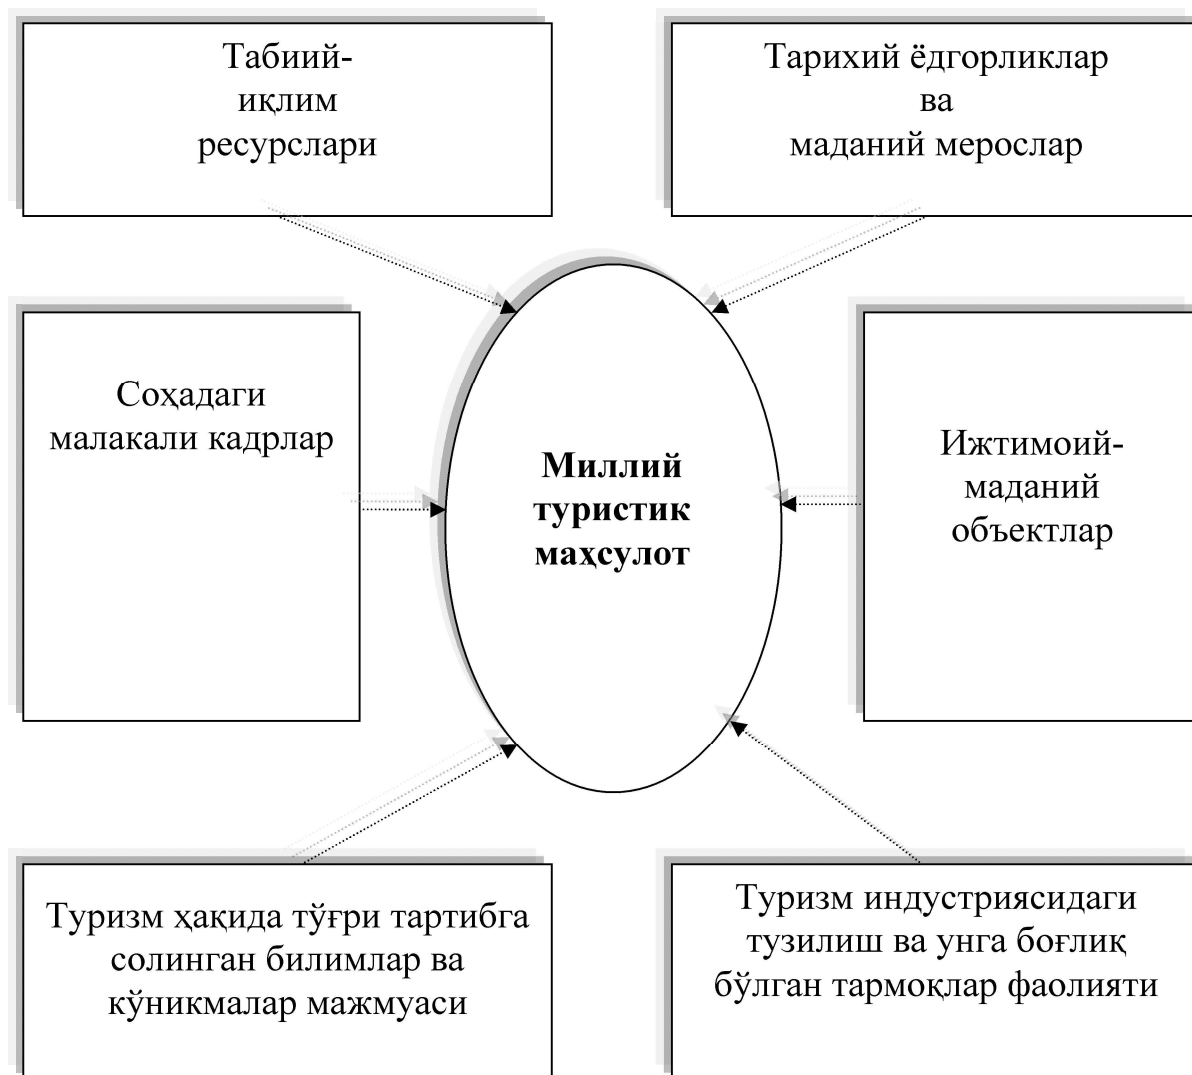 Табиий-
иқлим
ресурслари
Тарихий ёдгорликлар
ва
маданий мерослар
Соҳадаги
малакали кадрлар
Миллий
туристик
маҳсулот
Ижтимоий-
маданий
объектлар
Туризм ҳақида тўғри тартибга
солинган билимлар ва
кўникмалар мажмуаси
Туризм индустриясидаги
тузилиш ва унга боғлиқ
бўлган тармоқлар фаолияти